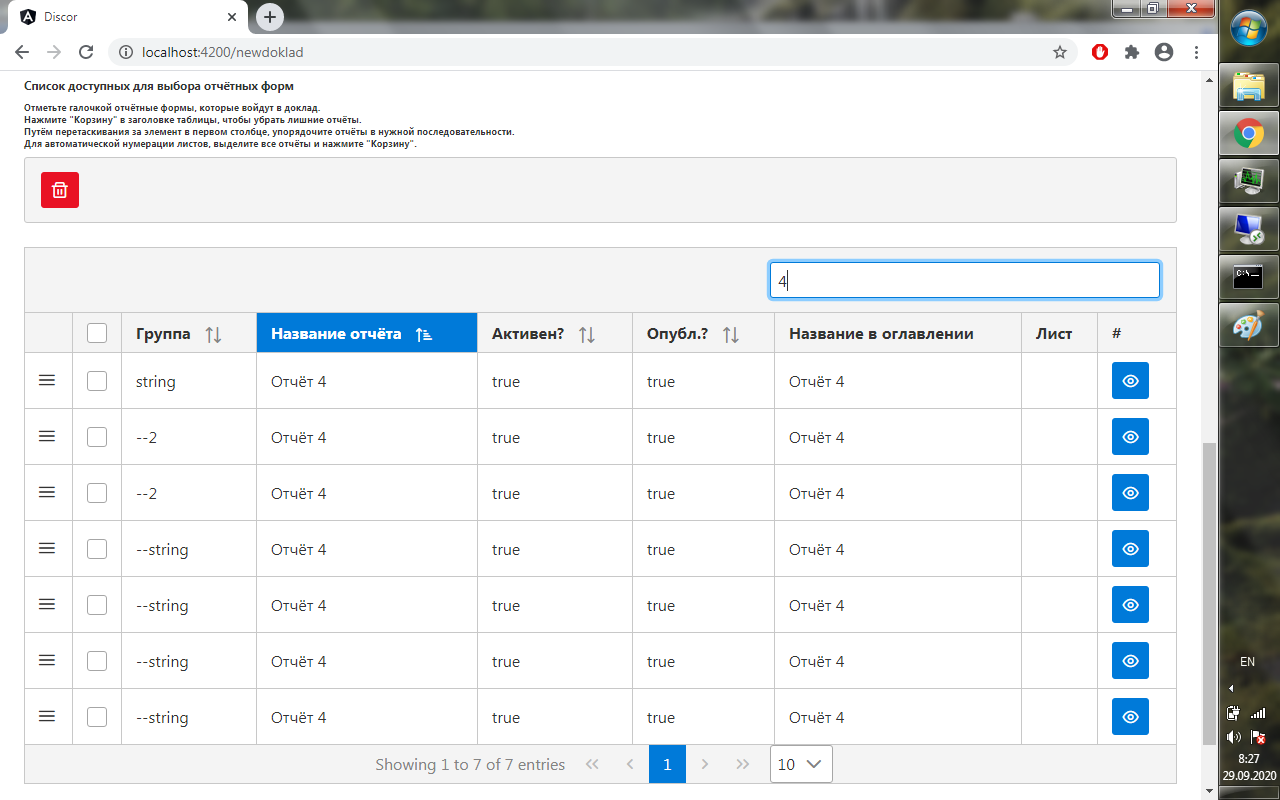 Discor
localhost:4200/newdoklad
Список доступных для выбора отчётных форм
Отметьте галочкой отчётные формы, которые войдут в доклад.
Нажмите "Корзину" в заголовке таблицы, чтобы убрать лишние отчёты.
Путём перетаскивания за элемент в первом столбце, упорядочите отчёты в нужной последовательности.
Для автоматической нумерации листов, выделите все отчёты и нажмите "Корзину".
4
Группа Название отчёта Активен? Опубл.? Название в оглавлении Лист #
string Отчёт 4 true true Отчёт 4
--2 Отчёт 4 true true Отчёт 4
--2 Отчёт 4 true true Отчёт 4
--string Отчёт 4 true true Отчёт 4
--string Отчёт 4 true true Отчёт 4
--string Отчёт 4 true true Отчёт 4
--string Отчёт 4 true true Отчёт 4
Showing 1 to 7 of 7 entries 1 10
C:\_
EN
8:27
29.09.2020